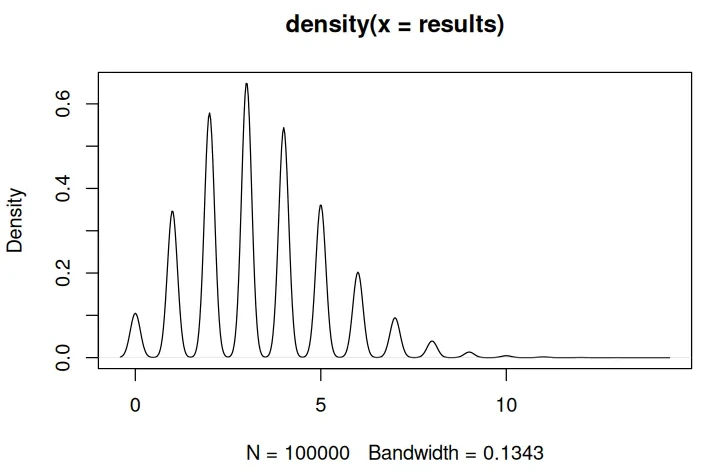 density(x = results)
Density
0.6
0.4
0.2
0.0
0 5 10
N = 100000 Bandwidth = 0.1343